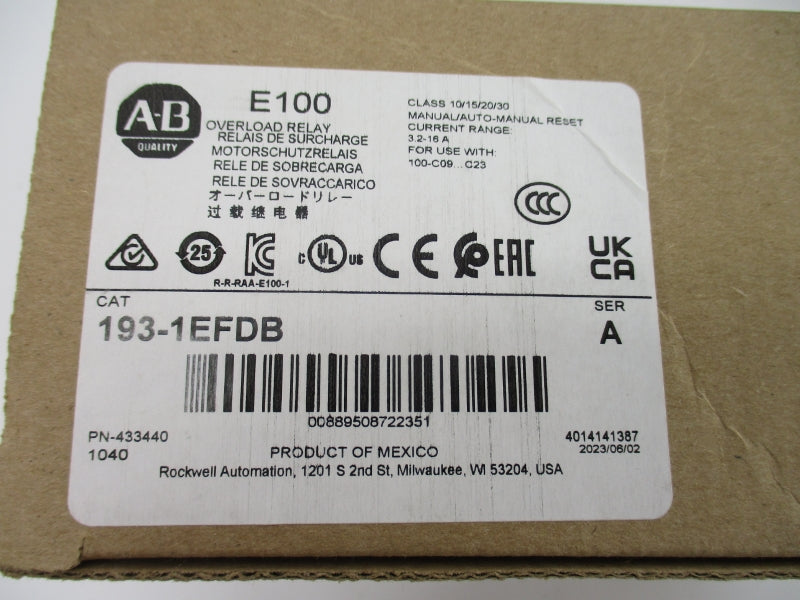 A-B
QUALITY
E100
OVERLOAD RELAY
RELAIS DE SURCHARGE
MOTORSCHUTZRELAIS
RELE DE SOBRECARGA
RELE DE SOVRACCARICO
オーバーロードリレー
过载继电器
CLASS 10/15/20/30
MANUAL/AUTO-MANUAL RESET
CURRENT RANGE:
3.2-16 A
FOR USE WITH:
100-C09...C23
CCC
25
KC
R-R-RAA-E100-1
C UL US
CE
EAC
UK
CA
CAT
193-1EFDB
SER
A
00889508722351
PN-433440
1040
PRODUCT OF MEXICO
4014141387
2023/06/02
Rockwell Automation, 1201 S 2nd St, Milwaukee, WI 53204, USA